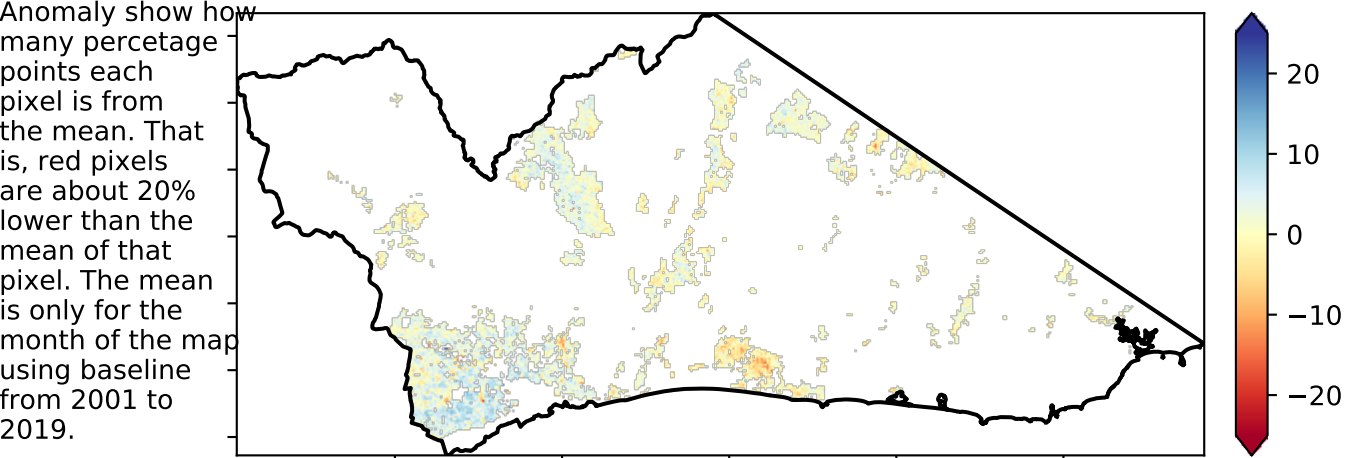 Anomaly show how
many percetage
points each
pixel is from
the mean. That
is, red pixels
are about 20%
lower than the
mean of that
pixel. The mean
is only for the
month of the map
using baseline
from 2001 to
2019.
20
10
0
−10
−20